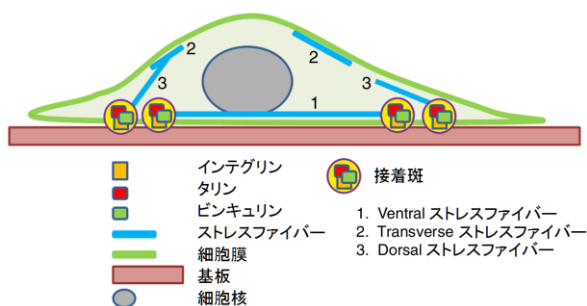 2
2
3
3
1
インテグリン
タリン
ビンキュリン
ストレスファイバー
細胞膜
基板
細胞核
接着斑
1. Ventral ストレスファイバー
2. Transverse ストレスファイバー
3. Dorsal ストレスファイバー